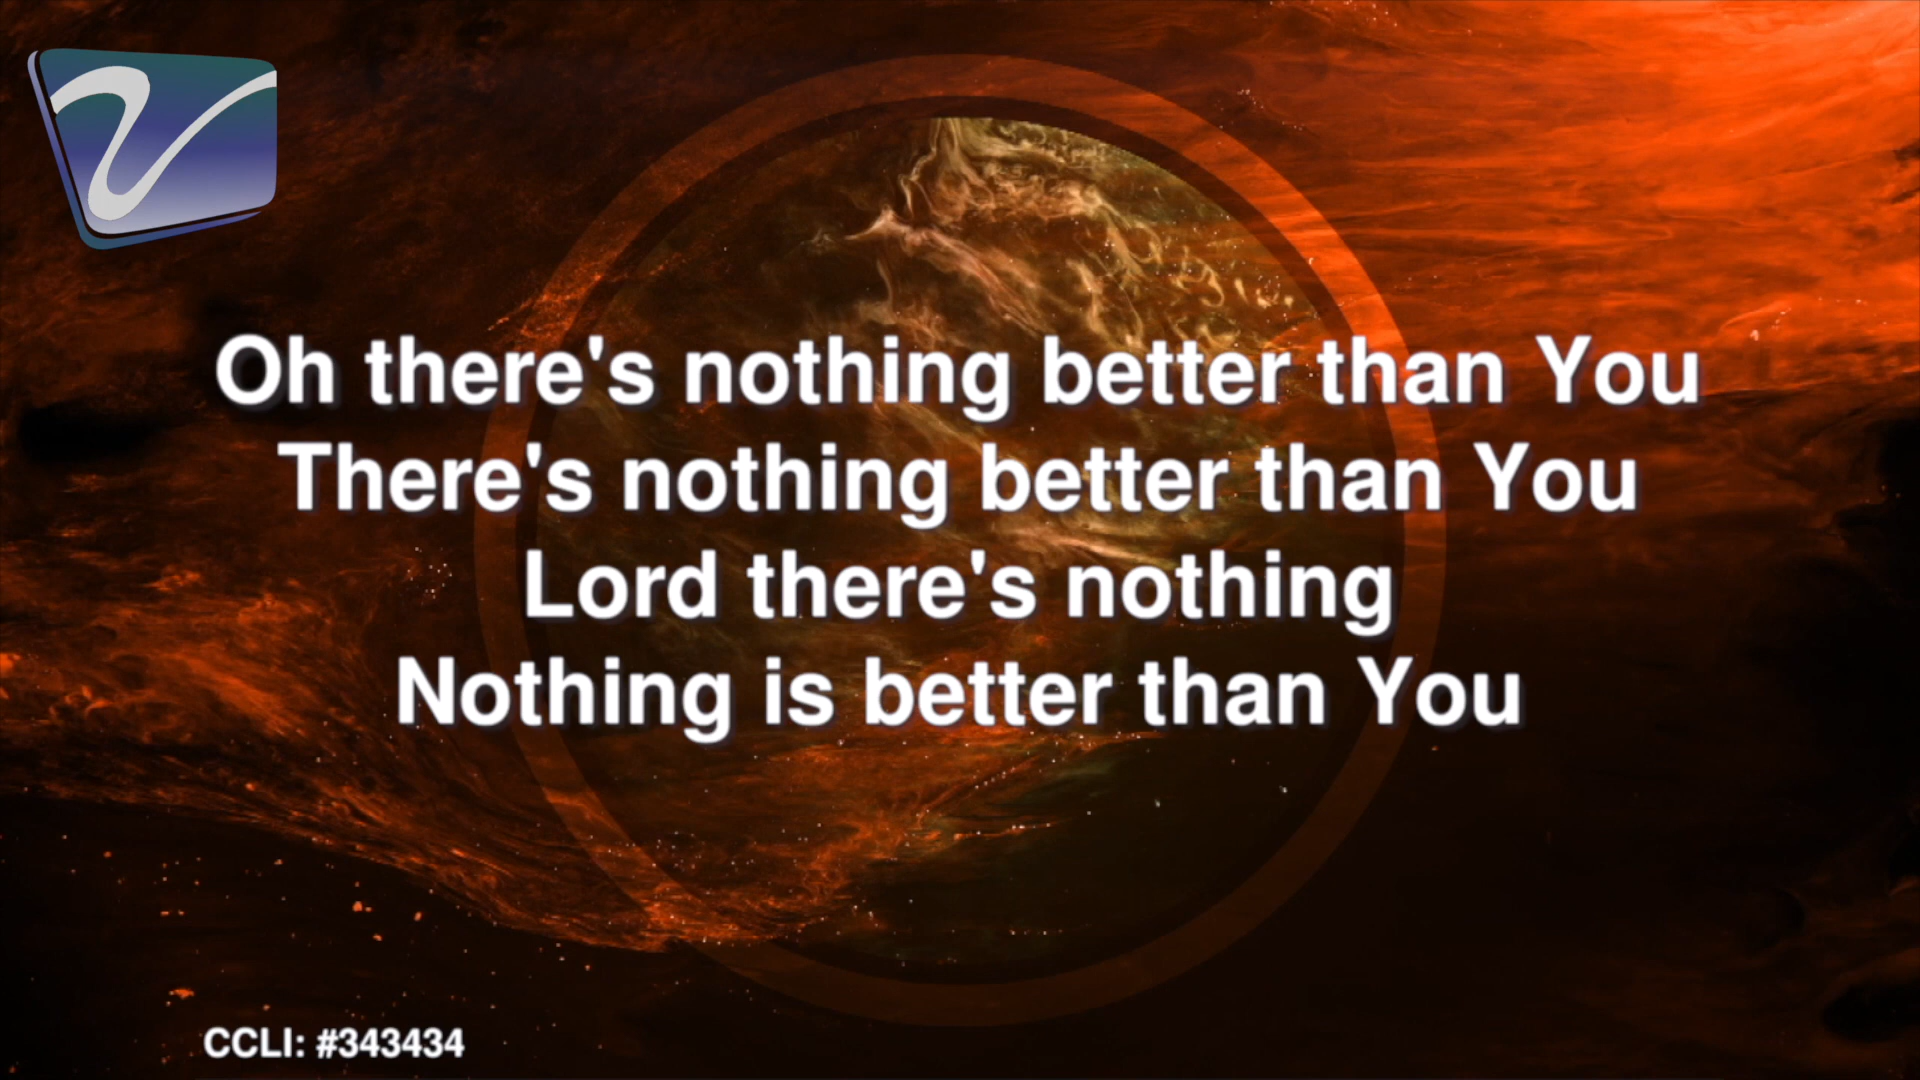 Oh there's nothing better than You
There's nothing better than You
Lord there's nothing
Nothing is better than You
CCLI: #343434